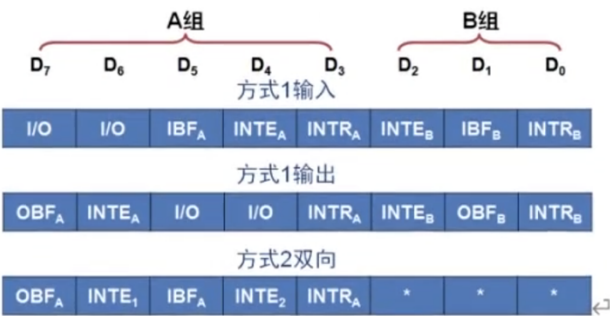 A组 B组
D7 D6 D5 D4 D3 D2 D1 D0
方式1输入
I/O I/O IBFA INTEA INTRA INTEB IBFB INTRB
方式1输出
OBFA INTEA I/O I/O INTRA INTEB OBFB INTRB
方式2双向
OBFA INTE1 IBFA INTE2 INTRA * * *